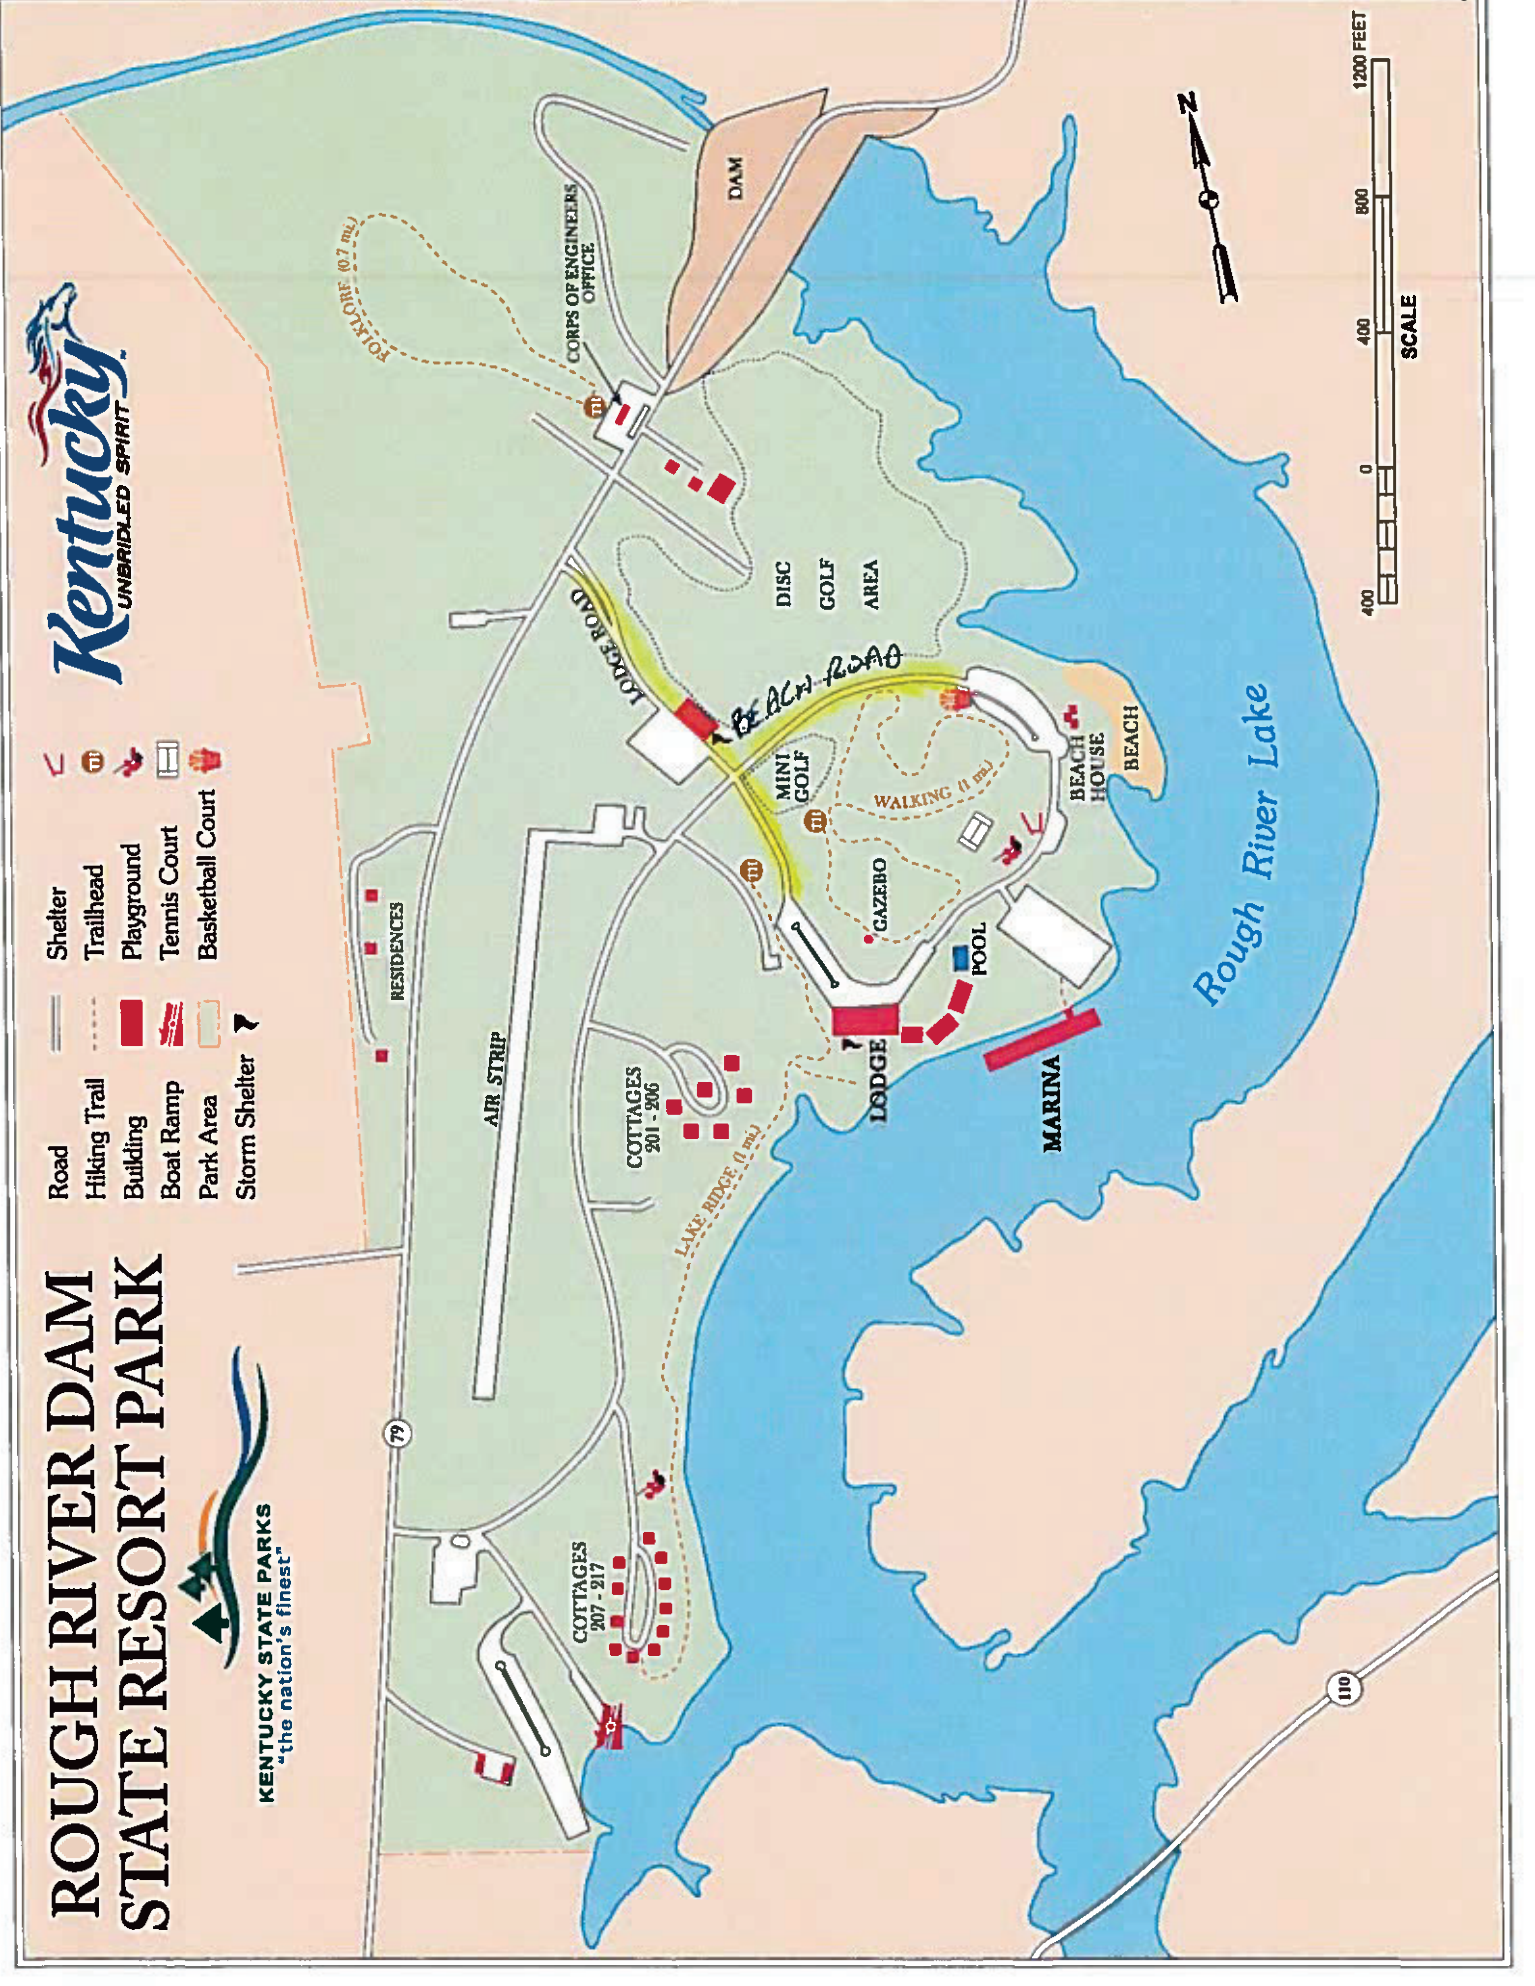 ROUGH RIVER DAM
STATE RESORT PARK
KENTUCKY STATE PARKS
"the nation's finest"
Road
Hiking Trail
Building
Boat Ramp
Park Area
Storm Shelter
Shelter
Trailhead
Playground
Tennis Court
Basketball Court
Kentucky
UNBRIDLED SPIRIT
79
RESIDENCES
AIR STRIP
COTTAGES
207 - 217
COTTAGES
201 - 206
LAKE RIDGE (1 mi.)
LODGE
MARINA
POOL
GAZEBO
WALKING (1 mi.)
MINI
GOLF
BEACH
HOUSE
BEACH
LODGE ROAD
BEACH ROAD
DISC
GOLF
AREA
FOLKLORE (0.7 mi.)
CORPS OF ENGINEERS
OFFICE
DAM
Rough River Lake
110
N
400
0
400
800
1200 FEET
SCALE